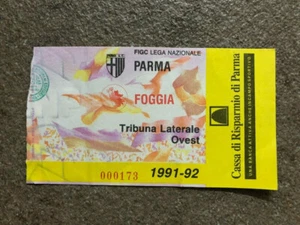 FIGC LEGA NAZIONALE
PARMA
FOGGIA
Tribuna Laterale
Ovest
000173
1991-92
Cassa di Risparmio di Parma